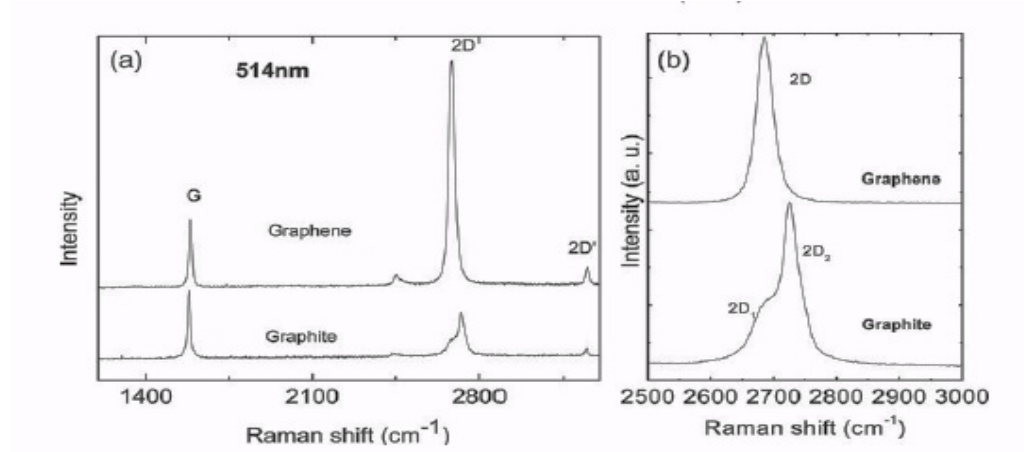 (a)
514nm
2D'
G
Graphene
2D'
Graphite
Intensity
1400 2100 2800
Raman shift (cm-1)
(b)
2D
Graphene
2D2
2D1
Graphite
Intensity (a. u.)
2500 2600 2700 2800 2900 3000
Raman shift (cm-1)